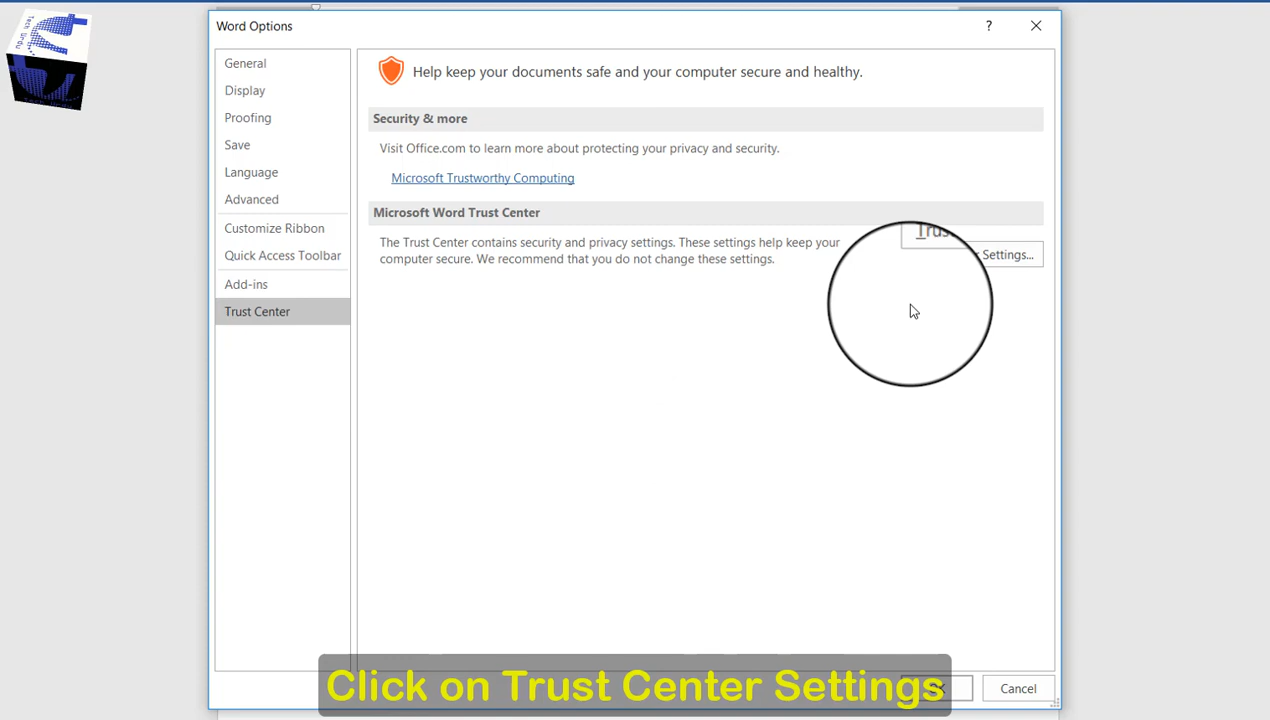 Word Options
?
General
Display
Proofing
Save
Language
Advanced
Customize Ribbon
Quick Access Toolbar
Add-ins
Trust Center
Help keep your documents safe and your computer secure and healthy.
Security & more
Visit Office.com to learn more about protecting your privacy and security.
Microsoft Trustworthy Computing
Microsoft Word Trust Center
The Trust Center contains security and privacy settings. These settings help keep your
computer secure. We recommend that you do not change these settings.
Settings...
Click on Trust Center Settings
Cancel
Tech Urdu